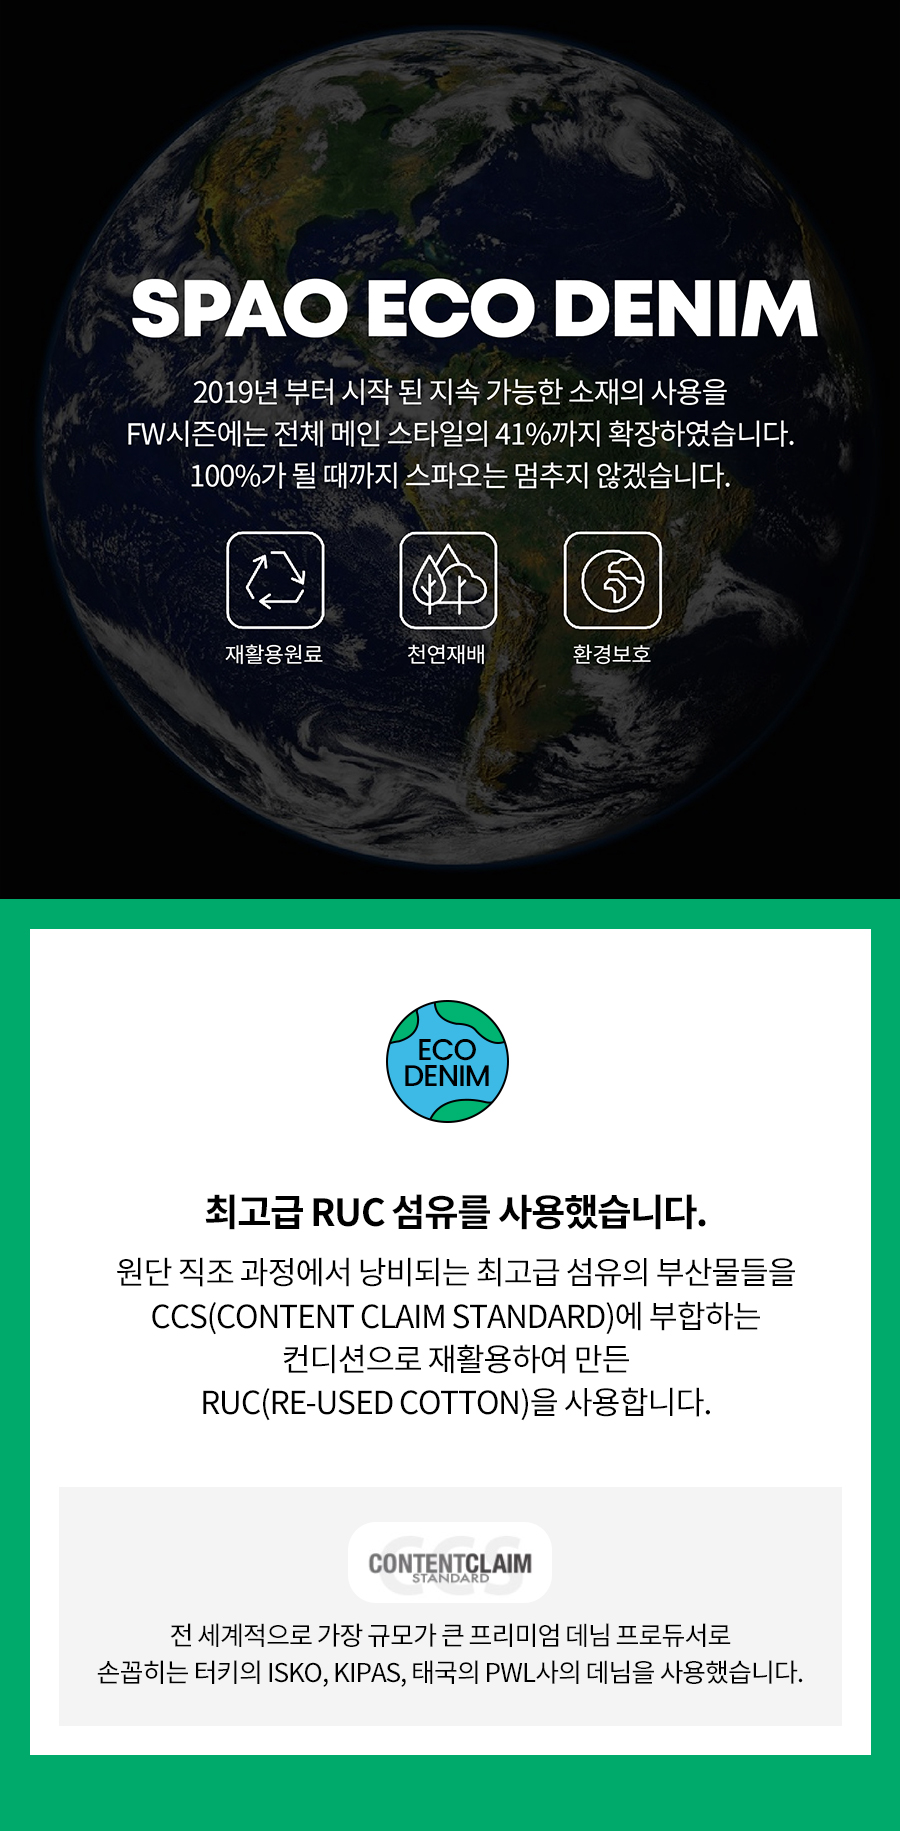 SPAO ECO DENIM
2019년 부터 시작 된 지속 가능한 소재의 사용을
FW시즌에는 전체 메인 스타일의 41%까지 확장하였습니다.
100%가 될 때까지 스파오는 멈추지 않겠습니다.
재활용원료
천연재배
환경보호
ECO
DENIM
최고급 RUC 섬유를 사용했습니다.
원단 직조 과정에서 낭비되는 최고급 섬유의 부산물들을
CCS(CONTENT CLAIM STANDARD)에 부합하는
컨디션으로 재활용하여 만든
RUC(RE-USED COTTON)을 사용합니다.
CCS
CONTENTCLAIM
STANDARD
전 세계적으로 가장 규모가 큰 프리미엄 데님 프로듀서로
손꼽히는 터키의 ISKO, KIPAS, 태국의 PWL사의 데님을 사용했습니다.